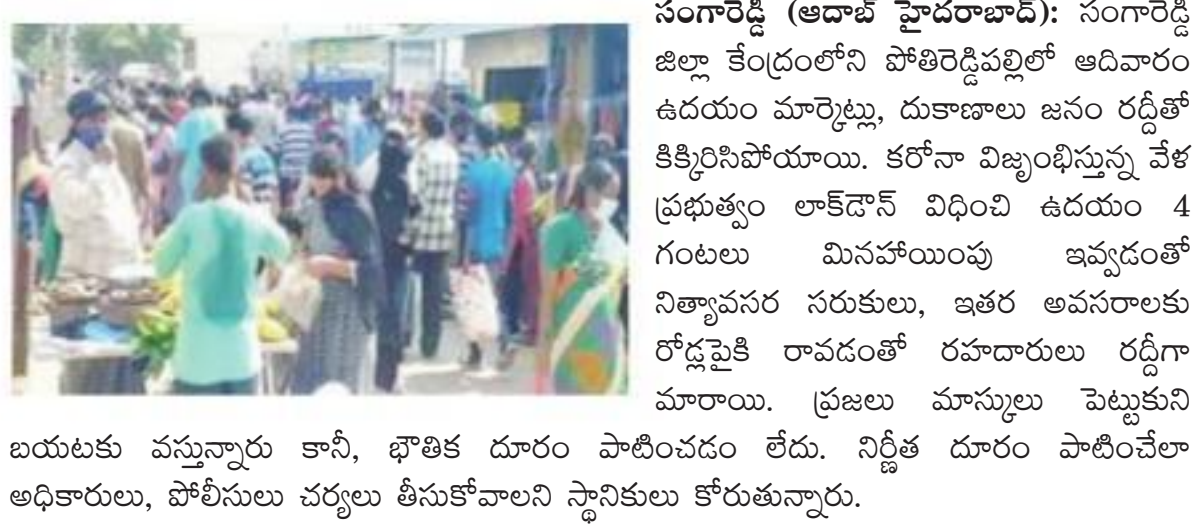 సంగారెడ్డి (ఆదాబ్ హైదరాబాద్): సంగారెడ్డి
జిల్లా కేంద్రంలోని పోతిరెడ్డిపల్లిలో ఆదివారం
ఉదయం మార్కెట్లు, దుకాణాలు జనం రద్దీతో
కిక్కిరిసిపోయాయి. కరోనా విజృంభిస్తున్న వేళ
ప్రభుత్వం లాక్‌డౌన్ విధించి ఉదయం 4
గంటలు మినహాయింపు ఇవ్వడంతో
నిత్యావసర సరుకులు, ఇతర అవసరాలకు
రోడ్లపైకి రావడంతో రహదారులు రద్దీగా
మారాయి. ప్రజలు మాస్కులు పెట్టుకుని
బయటకు వస్తున్నారు కానీ, భౌతిక దూరం పాటించడం లేదు. నిర్ణీత దూరం పాటించేలా
అధికారులు, పోలీసులు చర్యలు తీసుకోవాలని స్థానికులు కోరుతున్నారు.